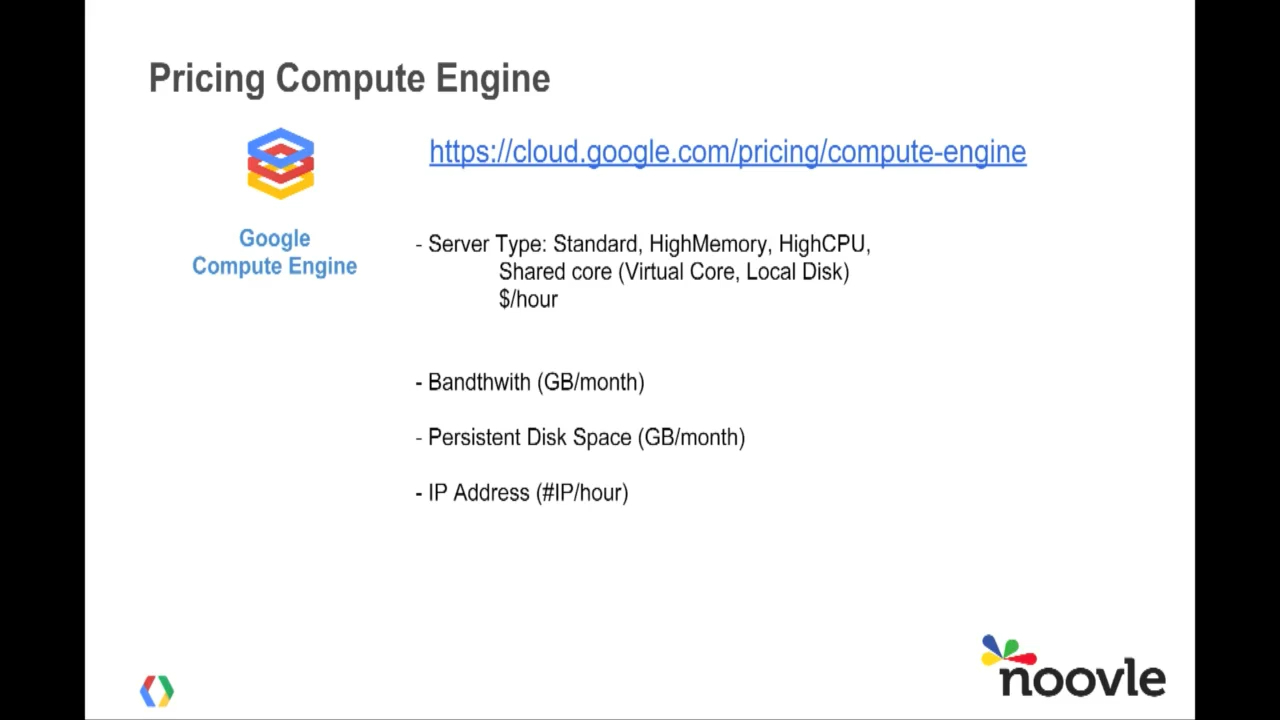 Pricing Compute Engine
https://cloud.google.com/pricing/compute-engine
Google
Compute Engine
- Server Type: Standard, HighMemory, HighCPU,
Shared core (Virtual Core, Local Disk)
$/hour
- Bandthwith (GB/month)
- Persistent Disk Space (GB/month)
- IP Address (#IP/hour)
noovle